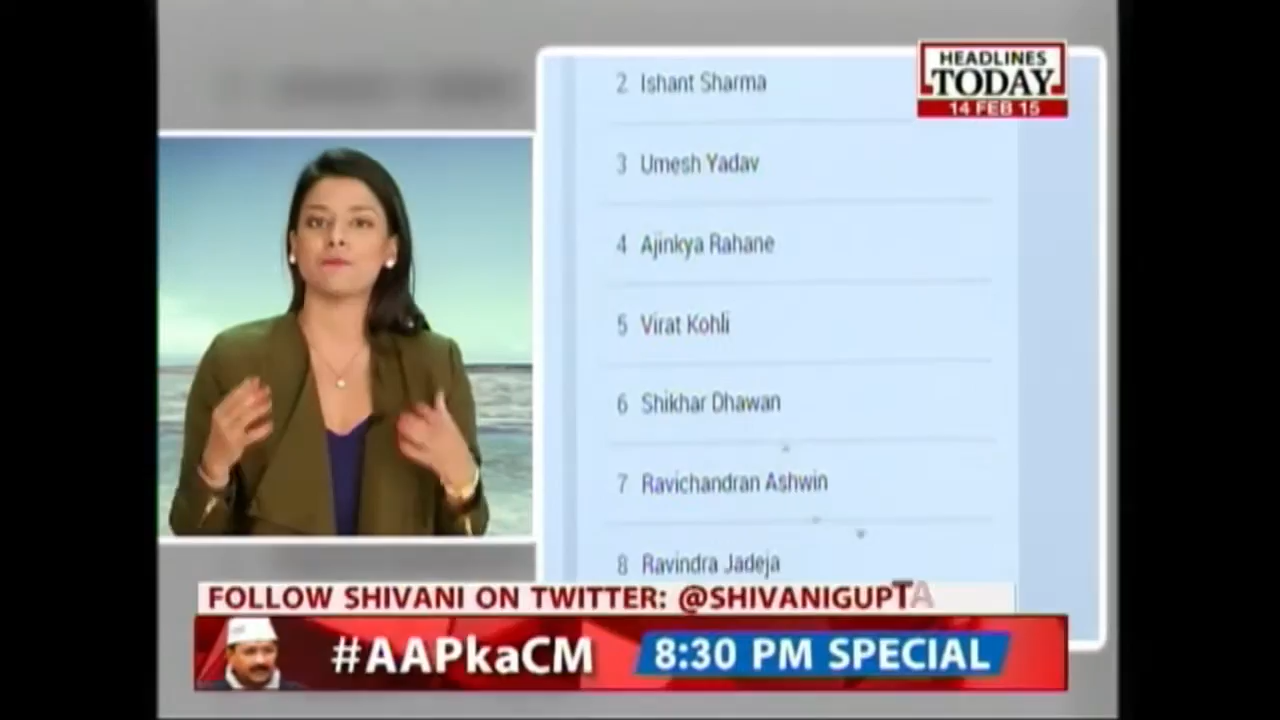 HEADLINES
TODAY
14 FEB 15
2 Ishant Sharma
3 Umesh Yadav
4 Ajinkya Rahane
5 Virat Kohli
6 Shikhar Dhawan
7 Ravichandran Ashwin
8 Ravindra Jadeja
FOLLOW SHIVANI ON TWITTER: @SHIVANIGUPTA
#AAPkaCM
8:30 PM SPECIAL